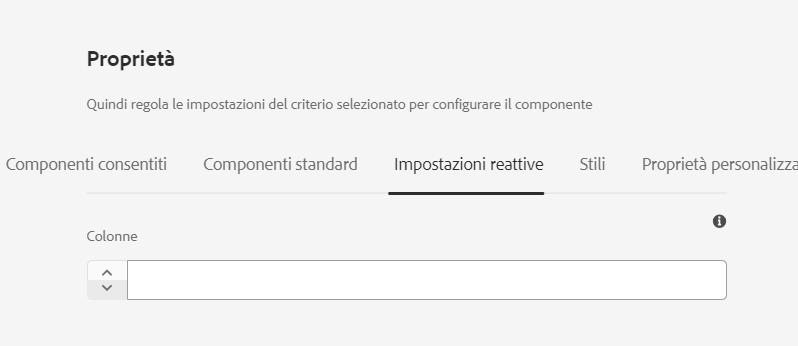 Proprietà
Quindi regola le impostazioni del criterio selezionato per configurare il componente
Componenti consentiti Componenti standard Impostazioni reattive Stili Proprietà personalizza
Colonne